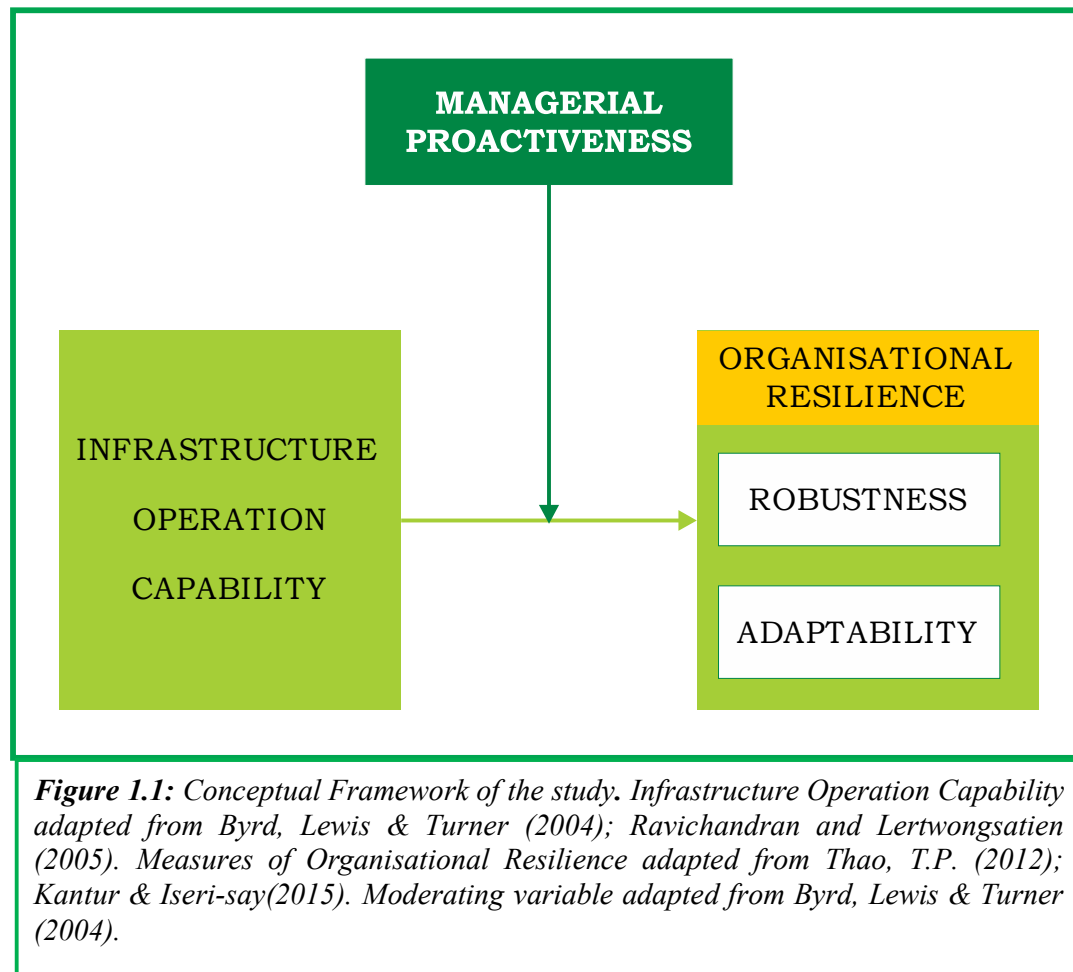 MANAGERIAL
PROACTIVENESS
INFRASTRUCTURE
OPERATION
CAPABILITY
ORGANISATIONAL
RESILIENCE
ROBUSTNESS
ADAPTABILITY
Figure 1.1: Conceptual Framework of the study. Infrastructure Operation Capability
adapted from Byrd, Lewis & Turner (2004); Ravichandran and Lertwongsatien
(2005). Measures of Organisational Resilience adapted from Thao, T.P. (2012);
Kantur & Iseri-say(2015). Moderating variable adapted from Byrd, Lewis & Turner
(2004).